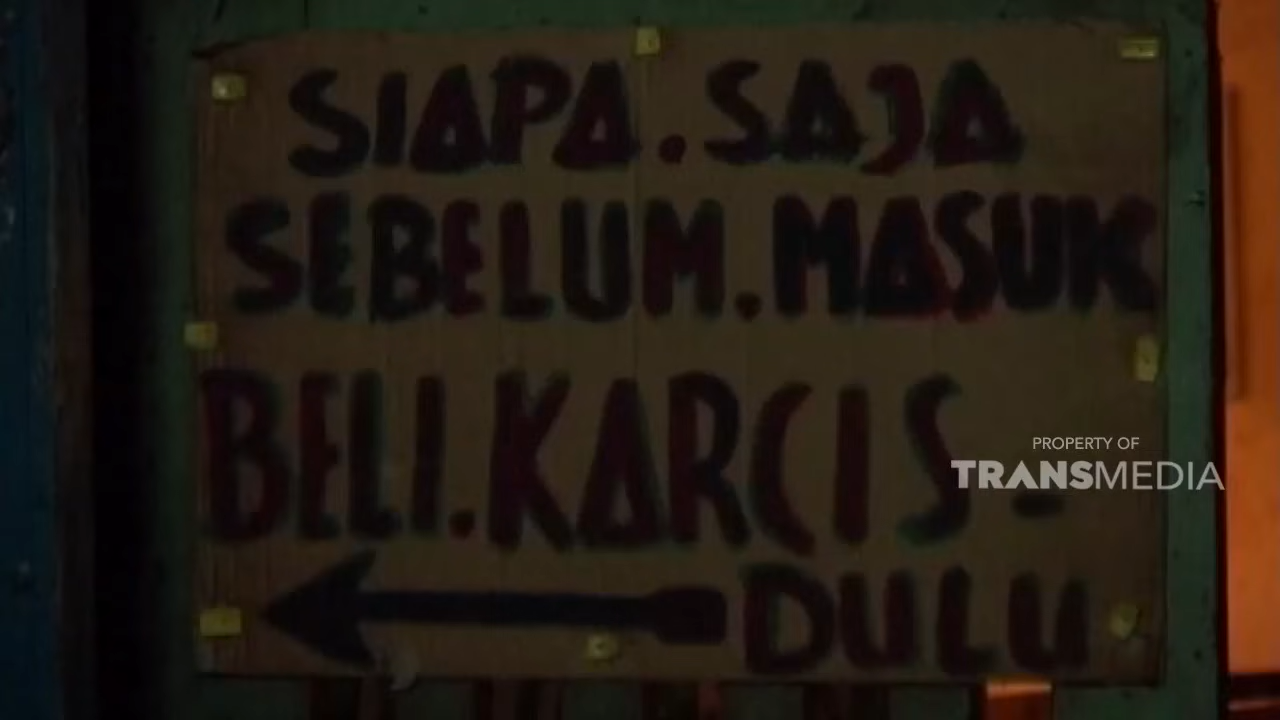 SIAPA.SAJA
SEBELUM.MASUK
BELI.KARCIS-
DULU
PROPERTY OF
TRANSMEDIA